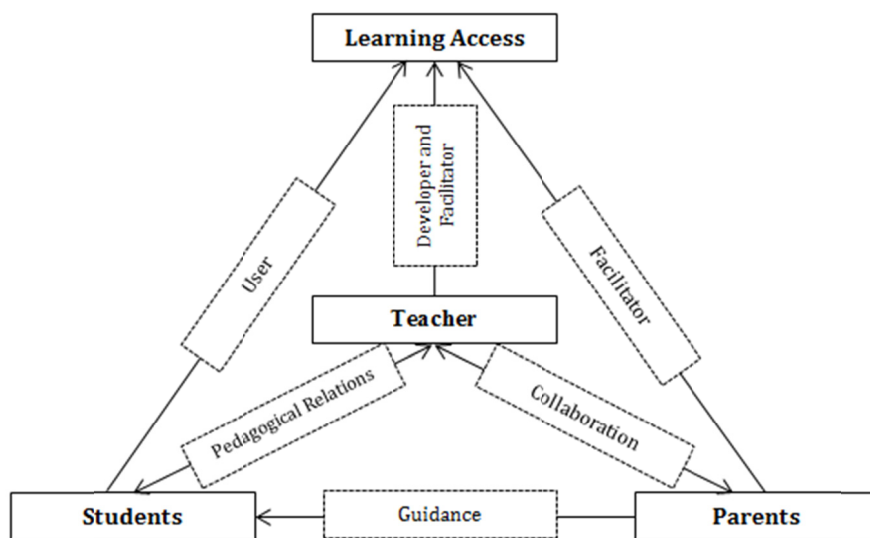 Learning Access
Developer and
Facilitator
User
Facilitator
Teacher
Pedagogical Relations
Collaboration
Students
Guidance
Parents